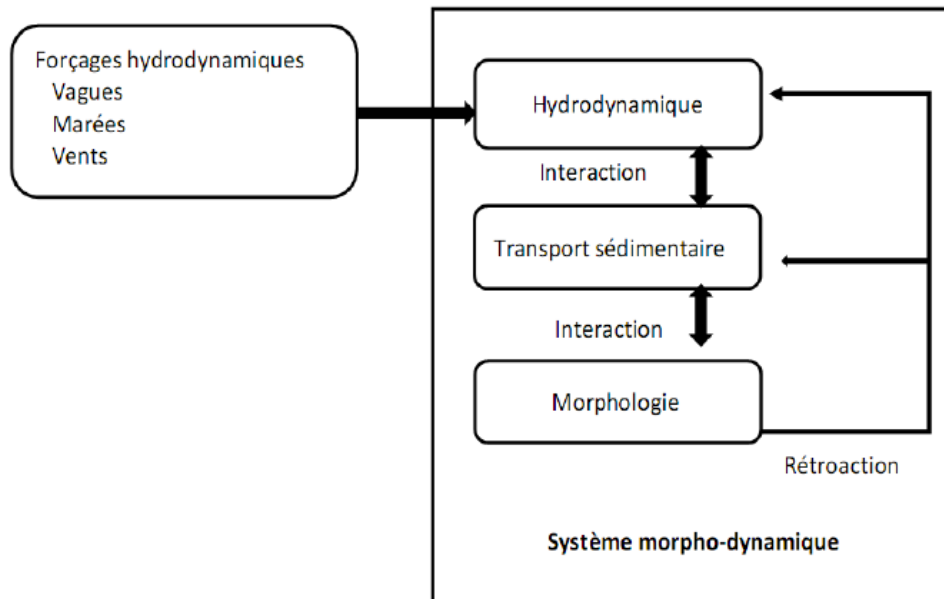 Forçages hydrodynamiques
Vagues
Marées
Vents
Hydrodynamique
Interaction
Transport sédimentaire
Interaction
Morphologie
Rétroaction
Système morpho-dynamique